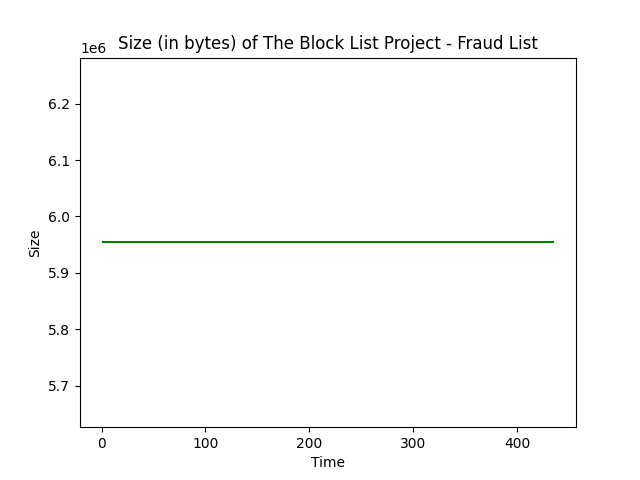 Size (in bytes) of The Block List Project - Fraud List
1e6
6.2
6.1
6.0
5.9
5.8
5.7
Size
0 100 200 300 400
Time